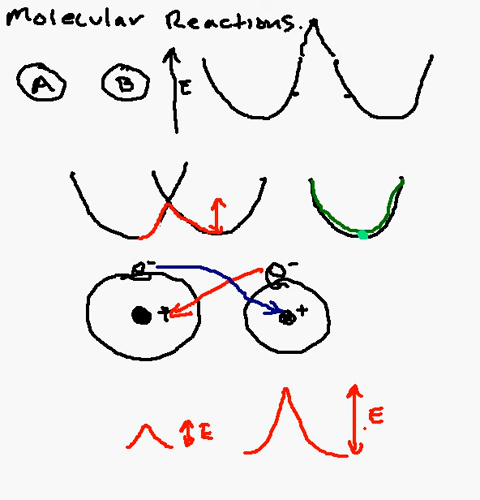 Molecular Reactions.
A B E
e⁻ e⁻
+ +
E E